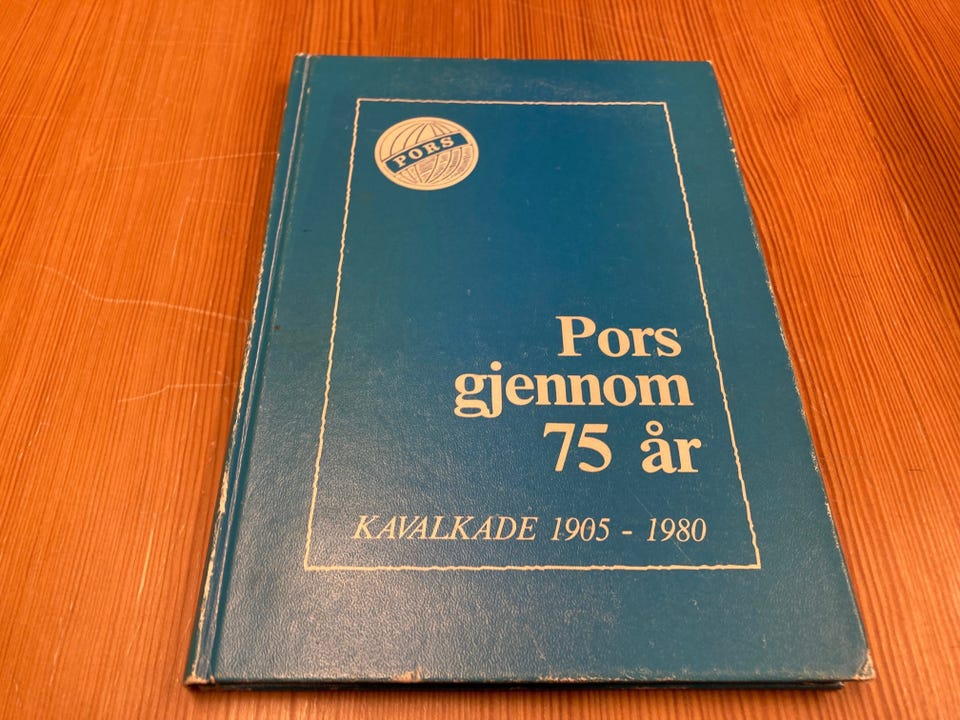 PORS
Pors
gjennom
75 år
KAVALKADE 1905 - 1980